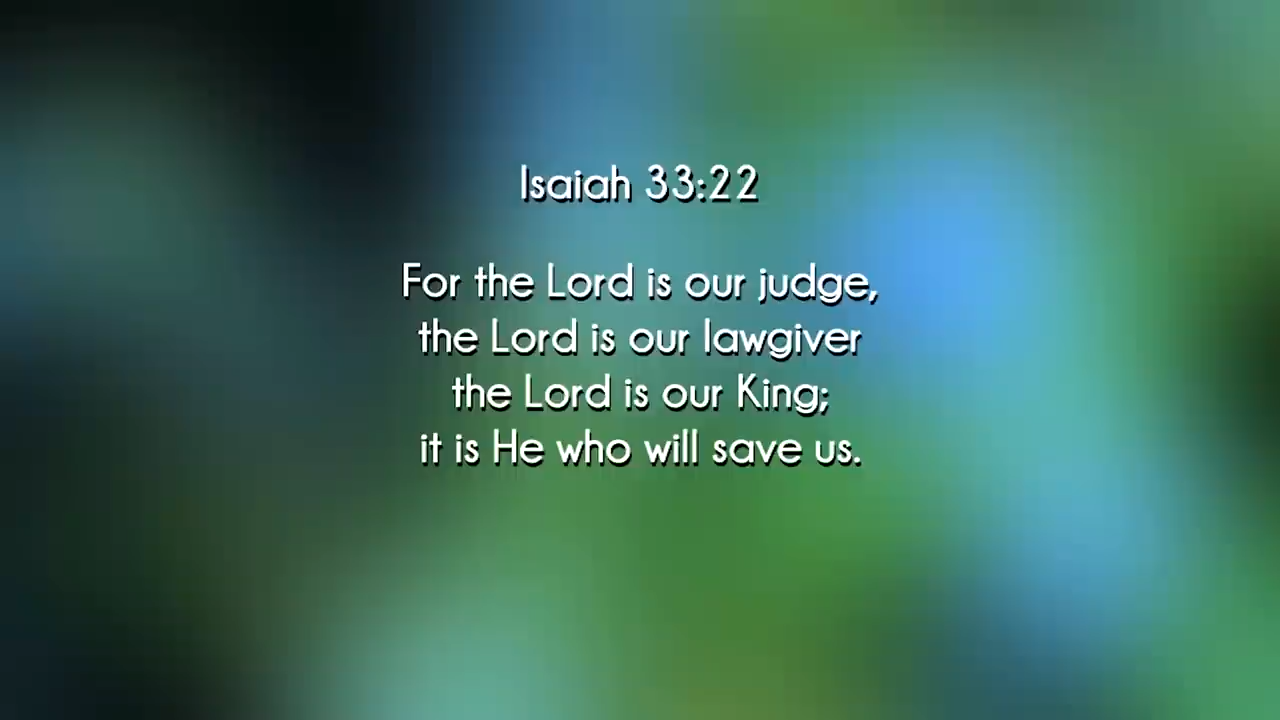 Isaiah 33:22
For the Lord is our judge,
the Lord is our lawgiver
the Lord is our King;
it is He who will save us.